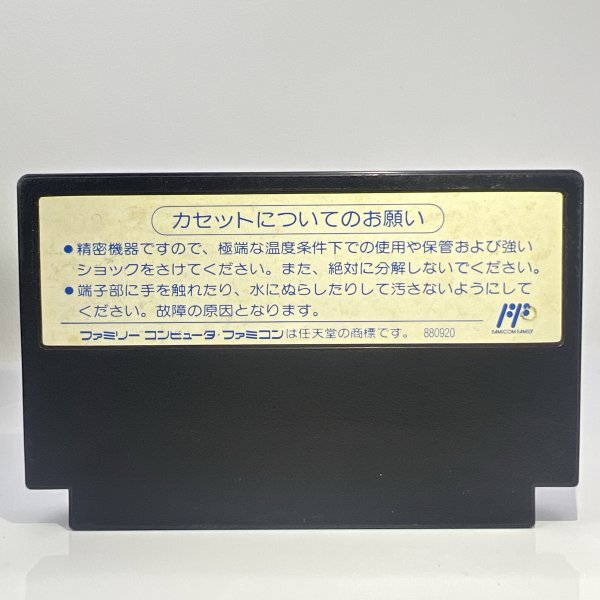 カセットについてのお願い
●精密機器ですので、極端な温度条件下での使用や保管および強い
ショックをさけてください。また、絶対に分解しないでください。
●端子部に手を触れたり、水にぬらしたりして汚さないようにして
ください。故障の原因となります。
FAMICOM FAMILY
ファミリーコンピュータ・ファミコンは任天堂の商標です。 880920